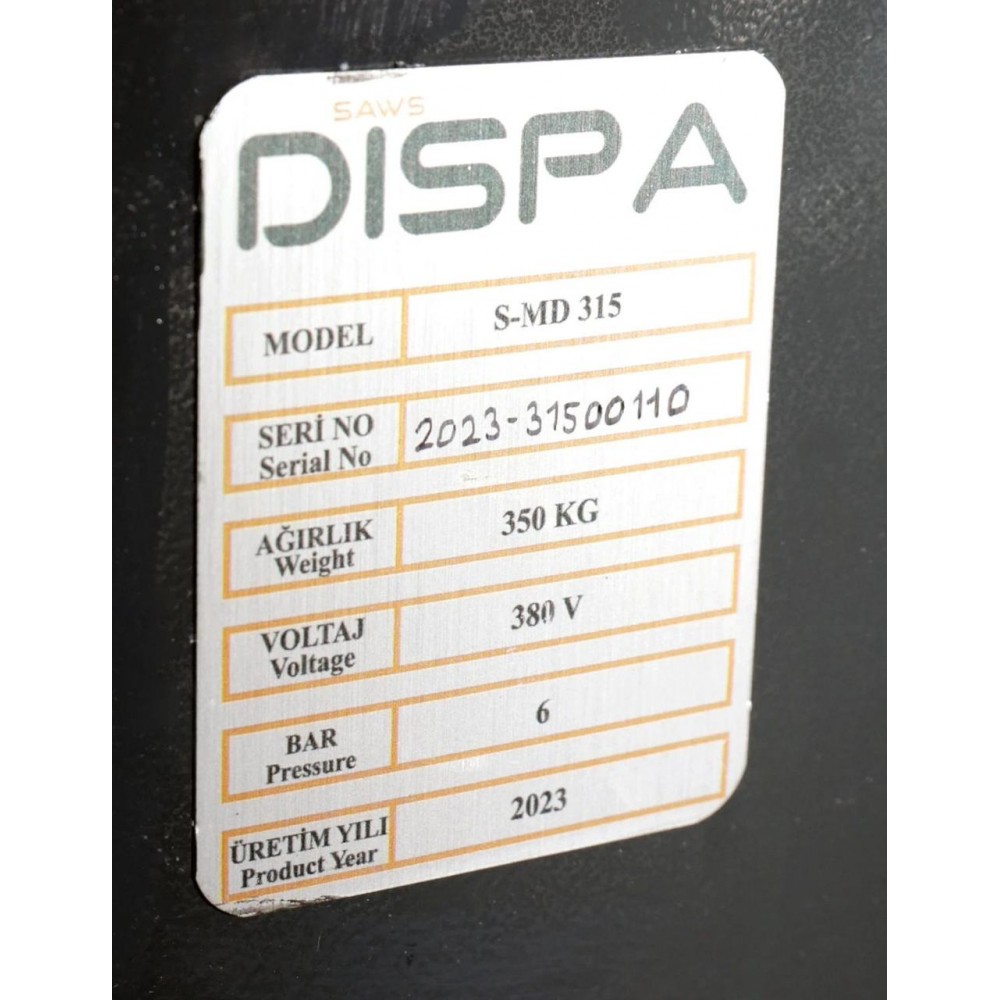 SAWS
DISPA
MODEL S-MD 315
SERİ NO
Serial No 2023-31500110
AĞIRLIK
Weight 350 KG
VOLTAJ
Voltage 380 V
BAR
Pressure 6
ÜRETİM YILI
Product Year 2023